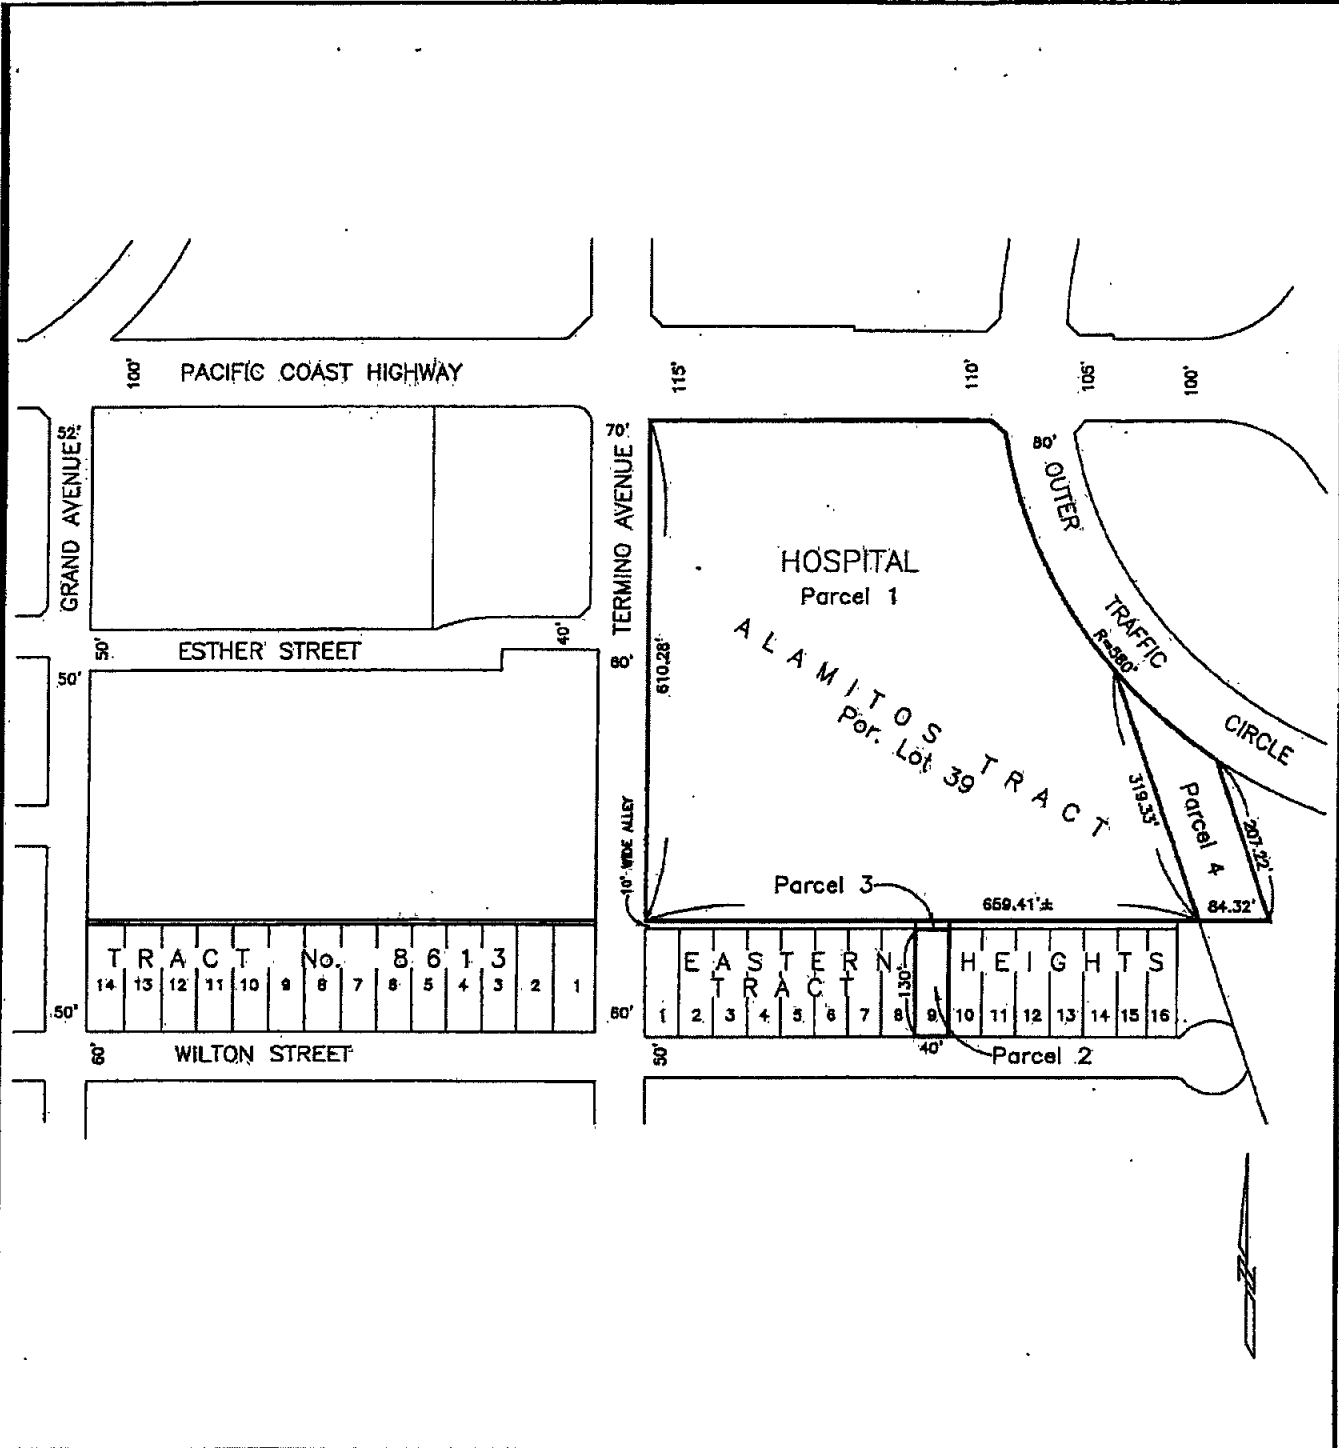 100'
PACIFIC COAST HIGHWAY
115'
110'
105'
100'
52'
GRAND AVENUE
70'
TERMINO AVENUE
80'
OUTER
TRAFFIC
CIRCLE
R=580'
HOSPITAL
Parcel 1
50'
ESTHER STREET
40'
50'
60'
610.28'
ALAMITOS TRACT
Por. Lot 39
319.33'
Parcel 4
207.22'
10' WIDE ALLEY
Parcel 3
659.41'±
84.32'
TRACT No. 8613
14 13 12 11 10 9 8 7 6 5 4 3 2 1
EASTERN HEIGHTS
TRACT
130'
1 2 3 4 5 6 7 8 9 10 11 12 13 14 15 16
50'
60'
60'
WILTON STREET
50'
40'
Parcel 2
N